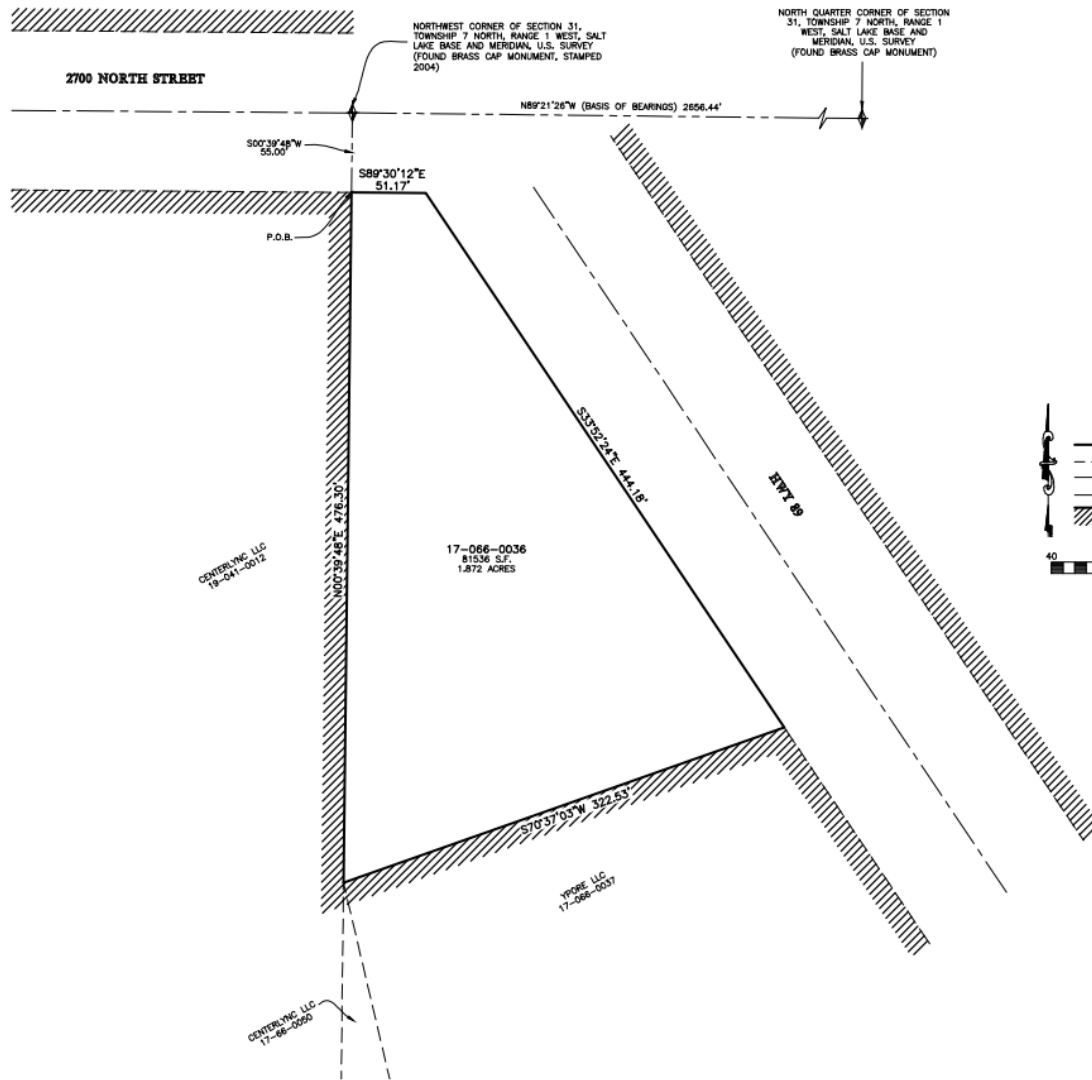 NORTHWEST CORNER OF SECTION 31,
TOWNSHIP 7 NORTH, RANGE 1 WEST, SALT
LAKE BASE AND MERIDIAN, U.S. SURVEY
(FOUND BRASS CAP MONUMENT, STAMPED
2004)
NORTH QUARTER CORNER OF SECTION
31, TOWNSHIP 7 NORTH, RANGE 1
WEST, SALT LAKE BASE AND
MERIDIAN, U.S. SURVEY
(FOUND BRASS CAP MONUMENT)
2700 NORTH STREET
N89°21'26"W (BASIS OF BEARINGS) 2656.44'
S00°39'48"W
55.00'
S89°30'12"E
51.17'
P.O.B.
S33°52'24"E 444.18'
HWY 89
N00°39'48"E 476.30'
17-066-0036
81536 S.F.
1.872 ACRES
CENTERLYNC LLC
19-041-0012
40
S70°37'03"W 322.53'
YPORE LLC
17-066-0037
CENTERLYNC LLC
17-66-0050